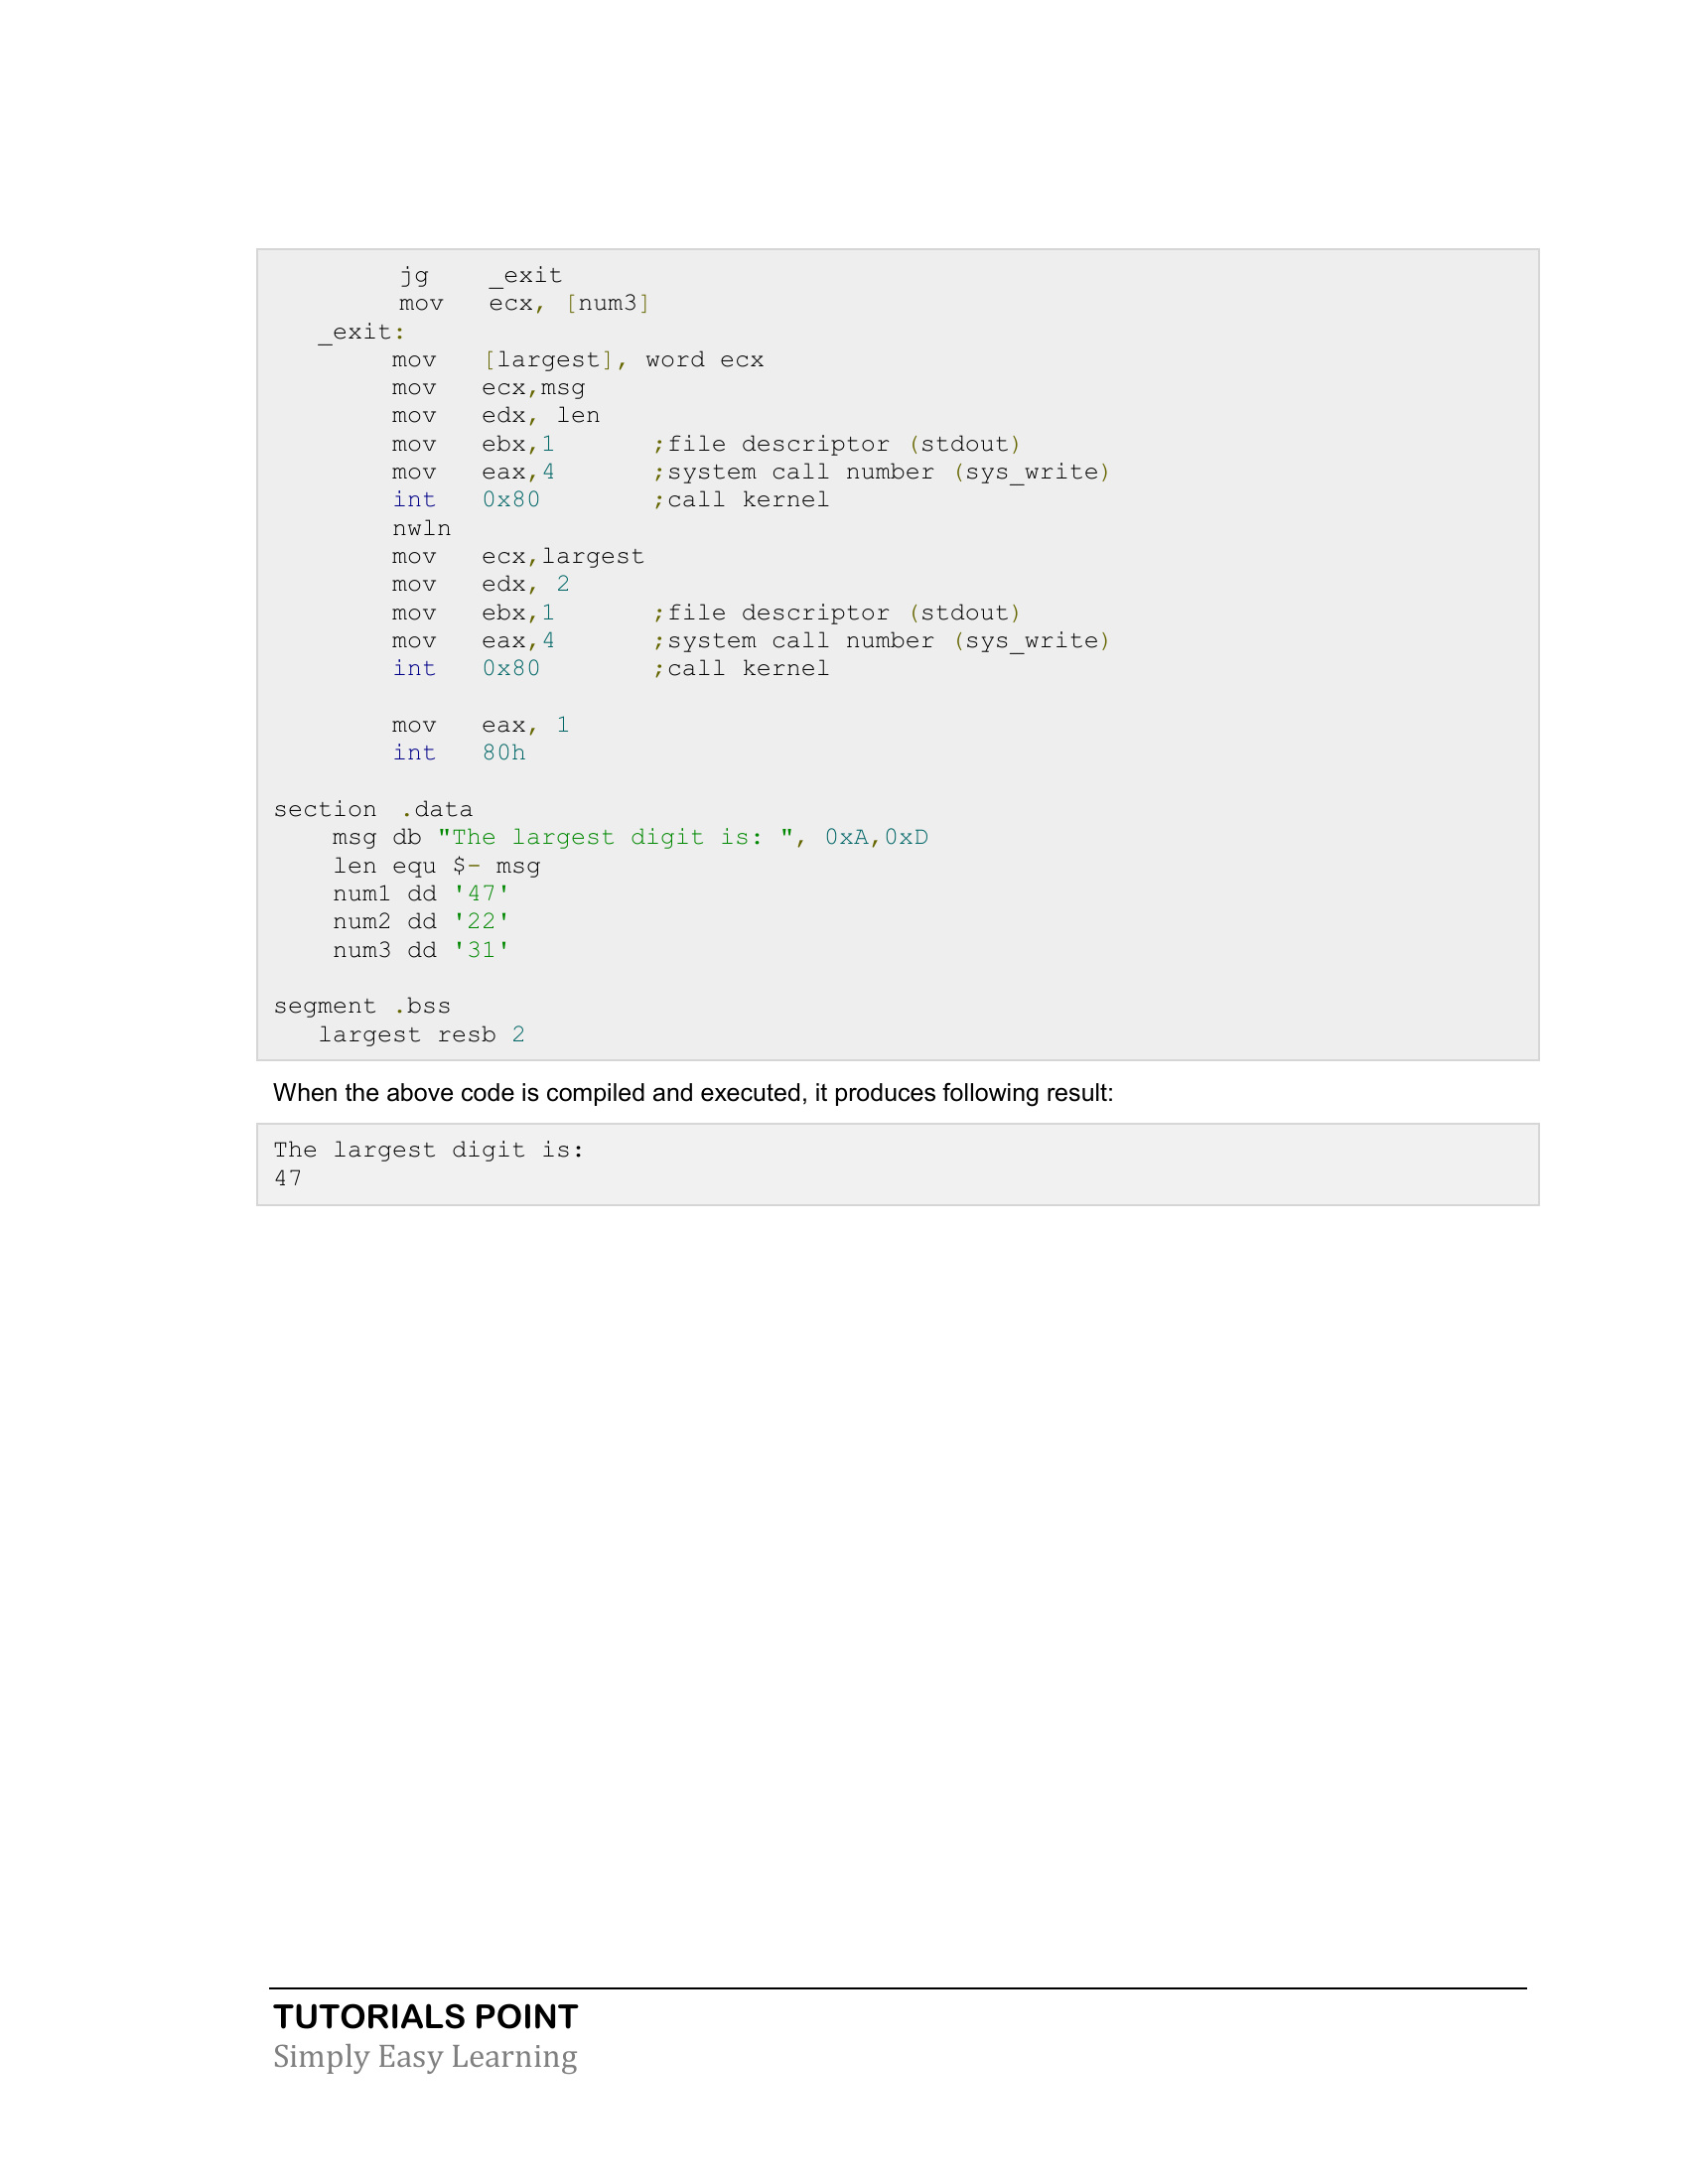 jg    _exit
mov   ecx, [num3]
_exit:
mov   [largest], word ecx
mov   ecx,msg
mov   edx, len
mov   ebx,1       ;file descriptor (stdout)
mov   eax,4       ;system call number (sys_write)
int   0x80        ;call kernel
nwln
mov   ecx,largest
mov   edx, 2
mov   ebx,1       ;file descriptor (stdout)
mov   eax,4       ;system call number (sys_write)
int   0x80        ;call kernel
mov   eax, 1
int   80h
section .data
msg db "The largest digit is: ", 0xA,0xD
len equ $- msg
num1 dd '47'
num2 dd '22'
num3 dd '31'
segment .bss
largest resb 2
When the above code is compiled and executed, it produces following result:
The largest digit is:
47
TUTORIALS POINT
Simply Easy Learning